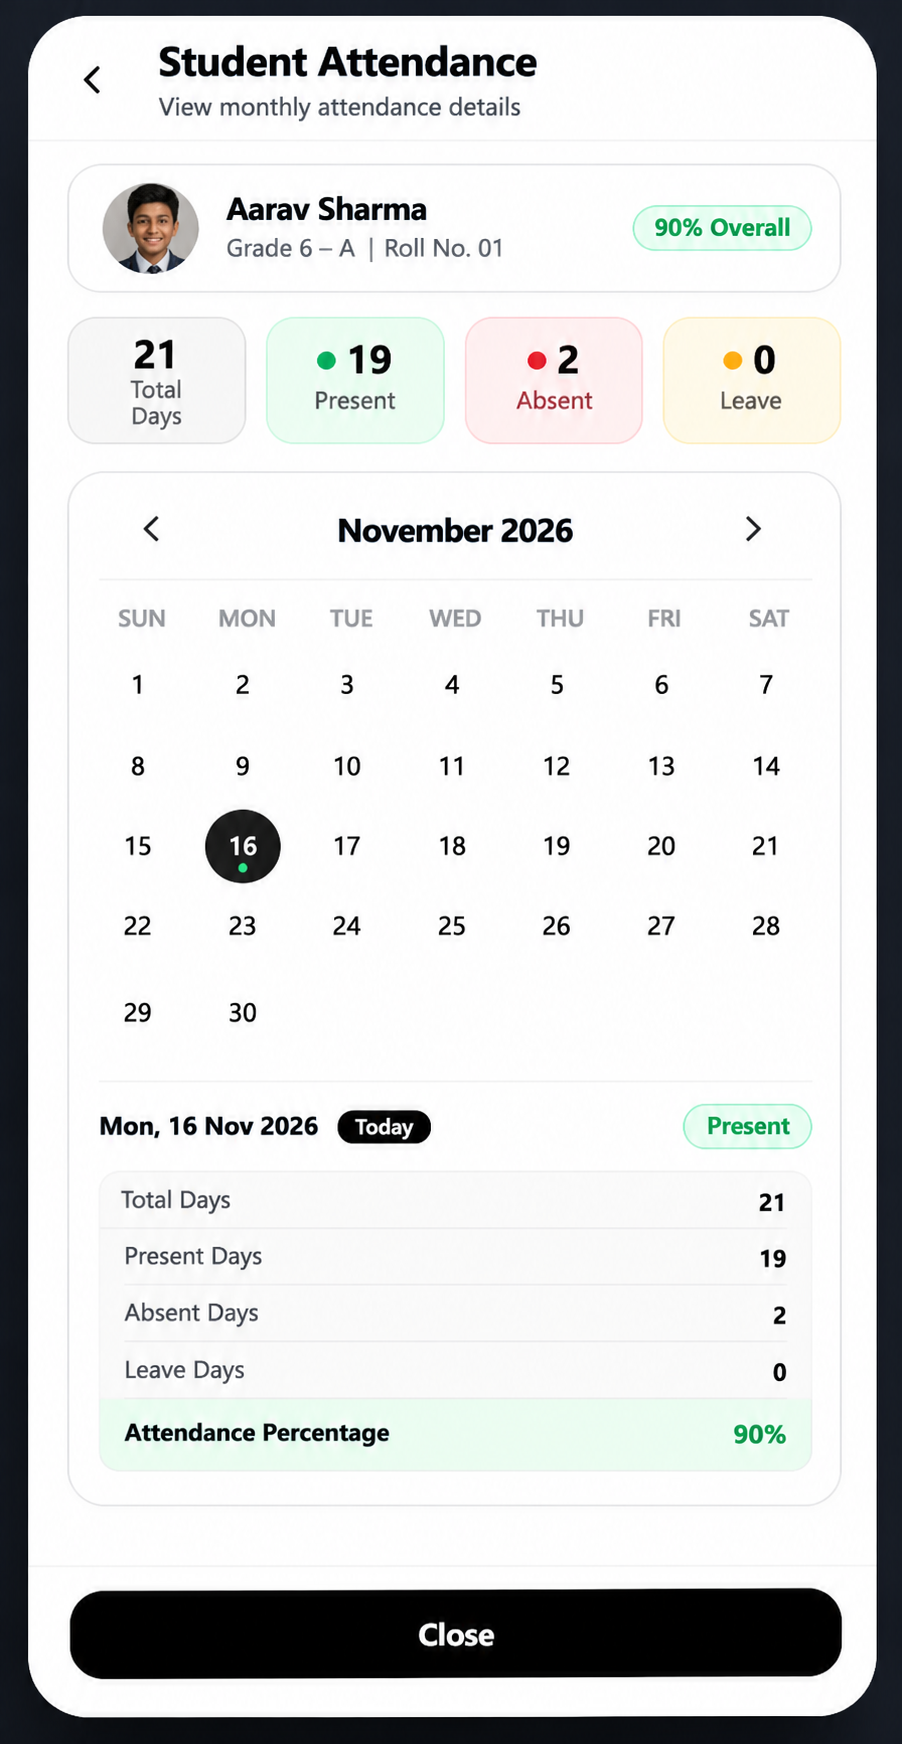 Student Attendance
View monthly attendance details
Aarav Sharma
Grade 6 – A | Roll No. 01
90% Overall
21
Total
Days
19
Present
2
Absent
0
Leave
November 2026
SUN MON TUE WED THU FRI SAT
1 2 3 4 5 6 7
8 9 10 11 12 13 14
15 16 17 18 19 20 21
22 23 24 25 26 27 28
29 30
Mon, 16 Nov 2026 Today Present
Total Days 21
Present Days 19
Absent Days 2
Leave Days 0
Attendance Percentage 90%
Close